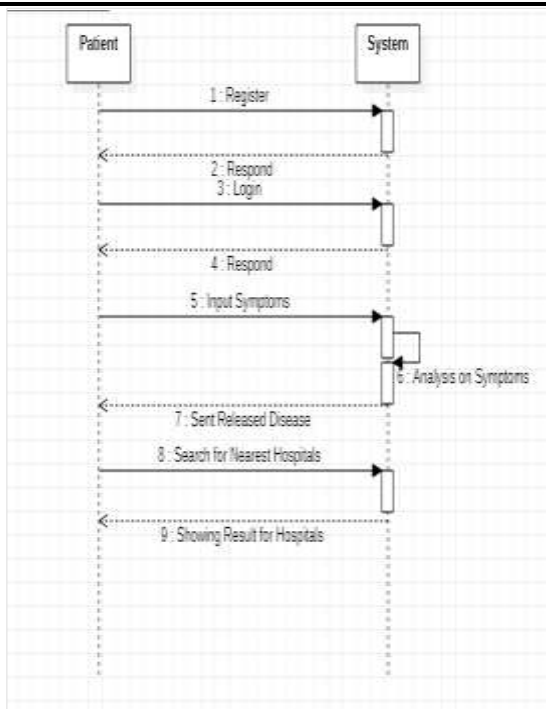 Patient
System
1 : Register
2 : Respond
3 : Login
4 : Respond
5 : Input Symptoms
6 : Analysis on Symptoms
7 : Sent Released Disease
8 : Search for Nearest Hospitals
9 : Showing Result for Hospitals